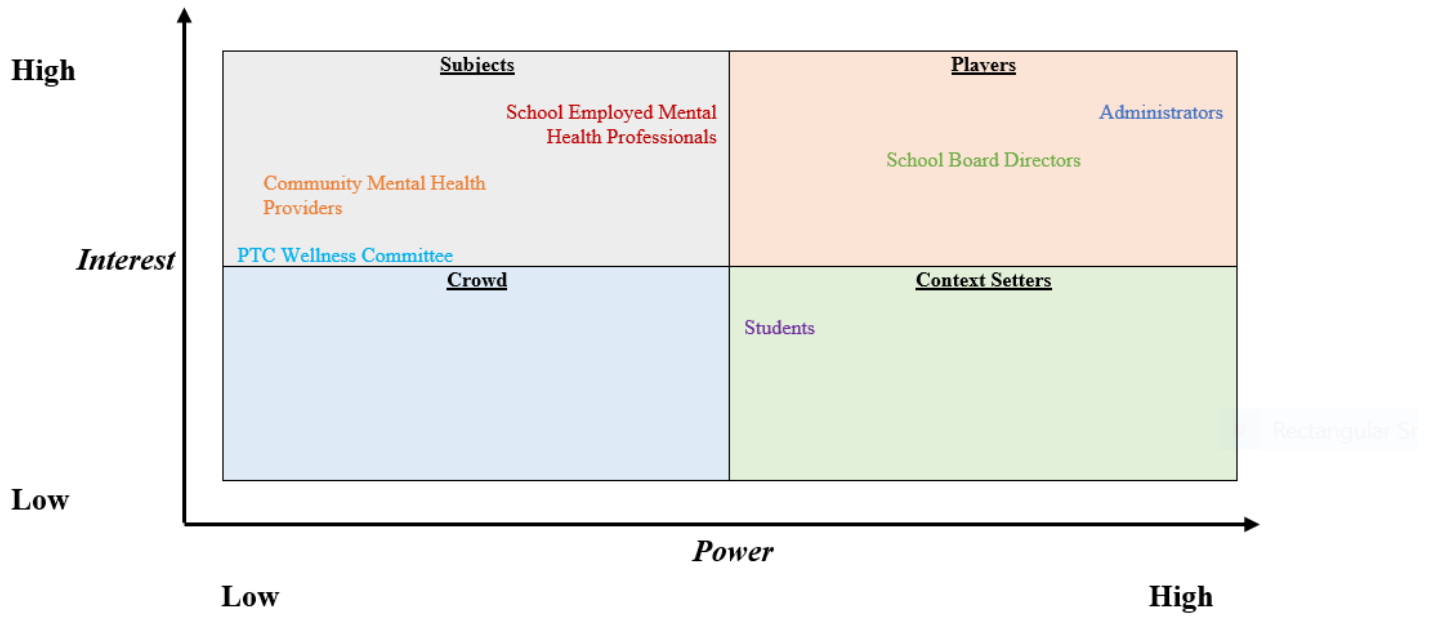 High
Subjects
Players
School Employed Mental
Health Professionals
Administrators
School Board Directors
Community Mental Health
Providers
PTC Wellness Committee
Interest
Crowd
Context Setters
Students
Rectangular
Low
Power
Low
High